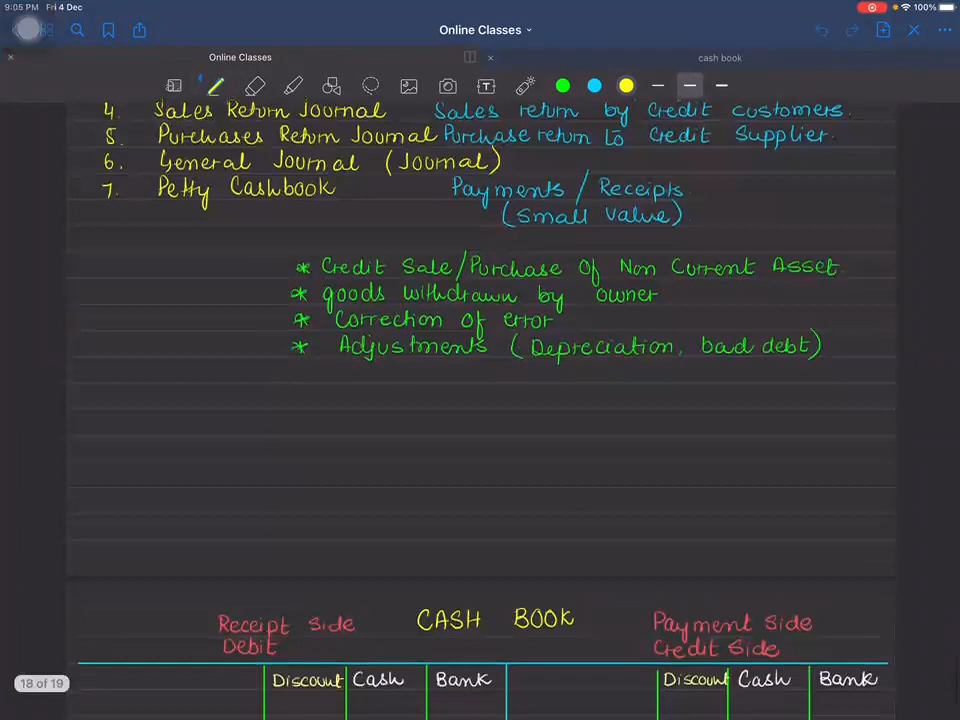 9:05 PM Fri 4 Dec
100%
Online Classes
Online Classes
cash book
4. Sales Return Journal Sales return by Credit customers.
5. Purchases Return Journal Purchase return to Credit Supplier.
6. General Journal (Journal)
7. Petty Cashbook Payments / Receipts
(Small Value)
* Credit Sale/Purchase Of Non Current Asset
* goods withdrawn by owner
* Correction Of error
* Adjustments (Depreciation, bad debt)
Receipt Side CASH BOOK Payment Side
Debit Credit Side
18 of 19
Discount Cash Bank Discount Cash Bank